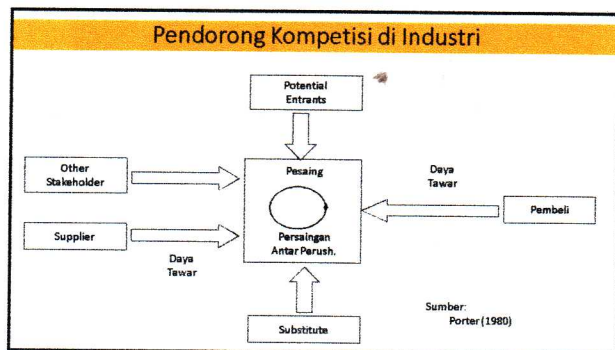 Pendorong Kompetisi di Industri
Potential
Entrants
Other
Stakeholder
Pesaing
Daya
Tawar
Pembeli
Supplier
Persaingan
Antar Perush.
Daya
Tawar
Substitute
Sumber:
Porter (1980)